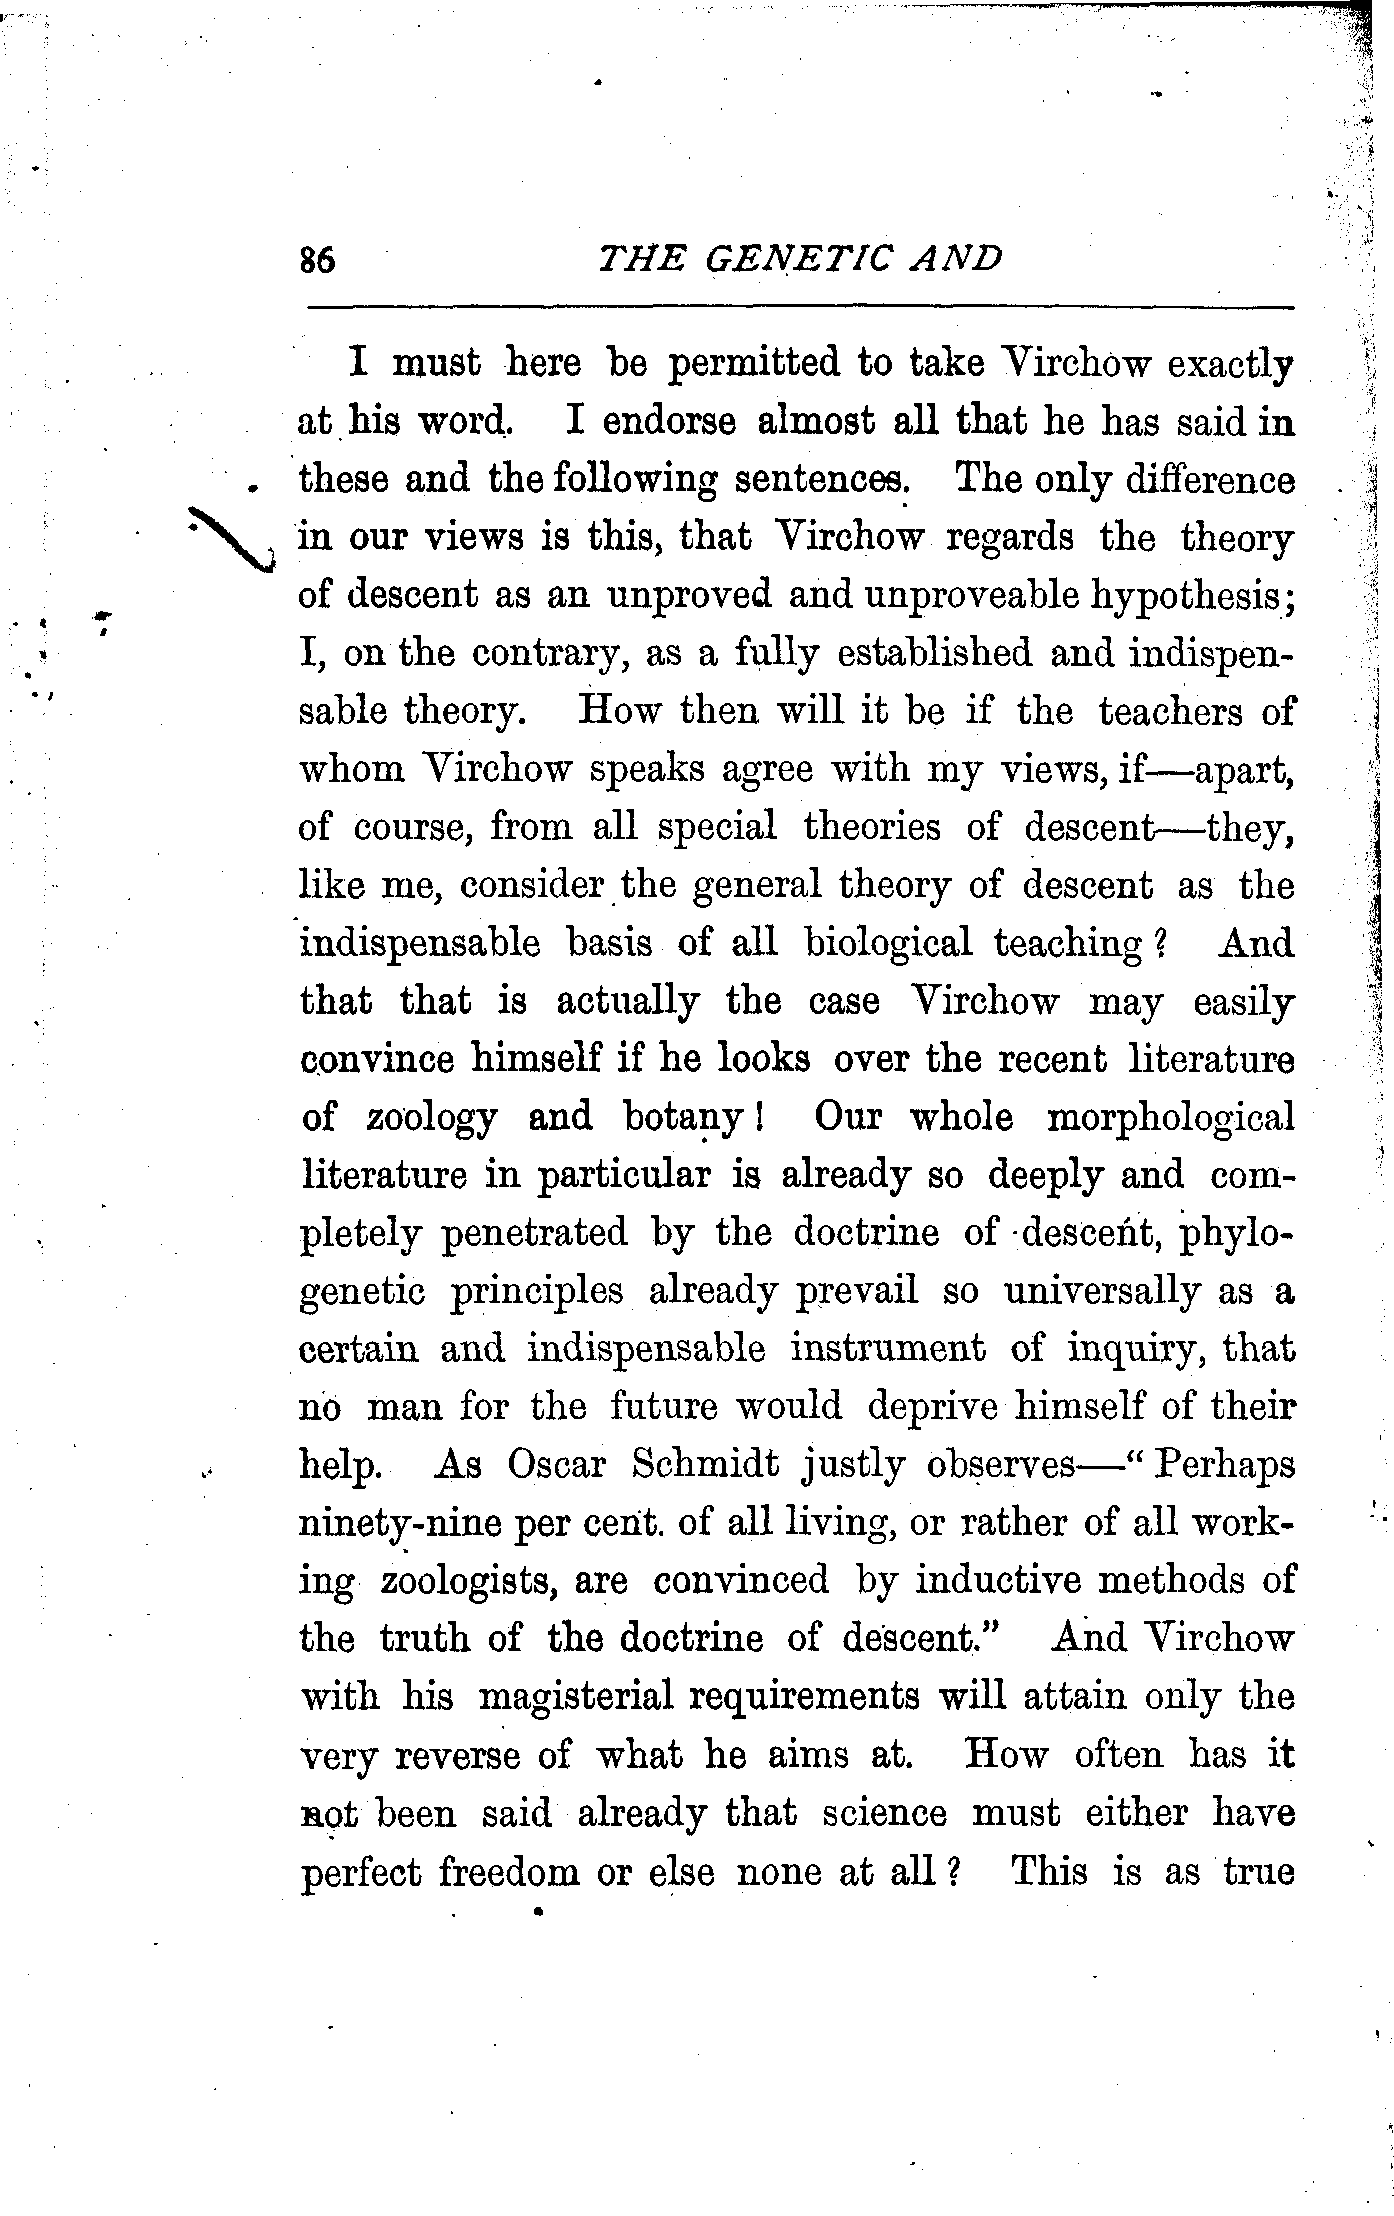 86 THE GENETIC AND
I must here be permitted to take Virchow exactly
at his word. I endorse almost all that he has said in
these and the following sentences. The only difference
in our views is this, that Virchow regards the theory
of descent as an unproved and unproveable hypothesis;
I, on the contrary, as a fully established and indispen-
sable theory. How then will it be if the teachers of
whom Virchow speaks agree with my views, if—apart,
of course, from all special theories of descent—they,
like me, consider the general theory of descent as the
indispensable basis of all biological teaching? And
that that is actually the case Virchow may easily
convince himself if he looks over the recent literature
of zoology and botany! Our whole morphological
literature in particular is already so deeply and com-
pletely penetrated by the doctrine of descent, phylo-
genetic principles already prevail so universally as a
certain and indispensable instrument of inquiry, that
no man for the future would deprive himself of their
help. As Oscar Schmidt justly observes—“Perhaps
ninety-nine per cent. of all living, or rather of all work-
ing zoologists, are convinced by inductive methods of
the truth of the doctrine of descent.” And Virchow
with his magisterial requirements will attain only the
very reverse of what he aims at. How often has it
not been said already that science must either have
perfect freedom or else none at all? This is as true